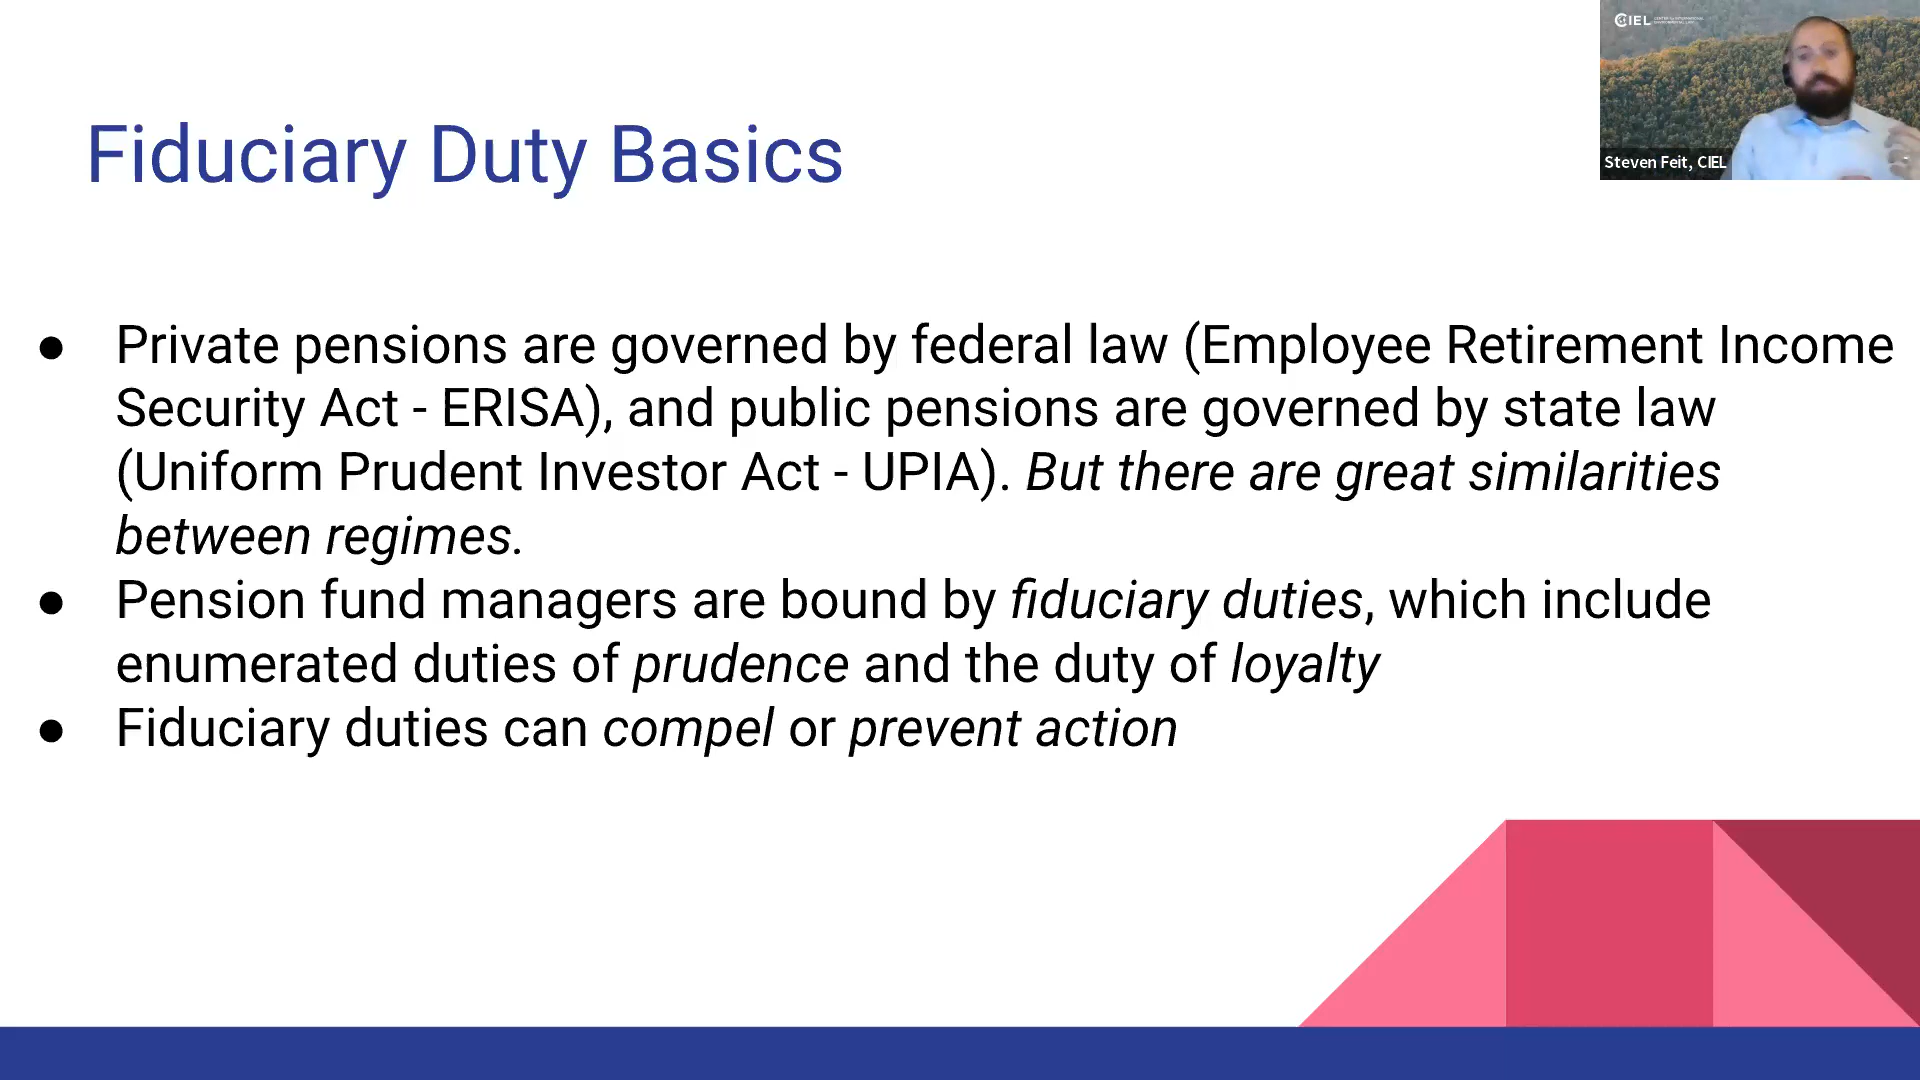 CIEL
Steven Feit, CIEL
Fiduciary Duty Basics
● Private pensions are governed by federal law (Employee Retirement Income
Security Act - ERISA), and public pensions are governed by state law
(Uniform Prudent Investor Act - UPIA). But there are great similarities
between regimes.
● Pension fund managers are bound by fiduciary duties, which include
enumerated duties of prudence and the duty of loyalty
● Fiduciary duties can compel or prevent action